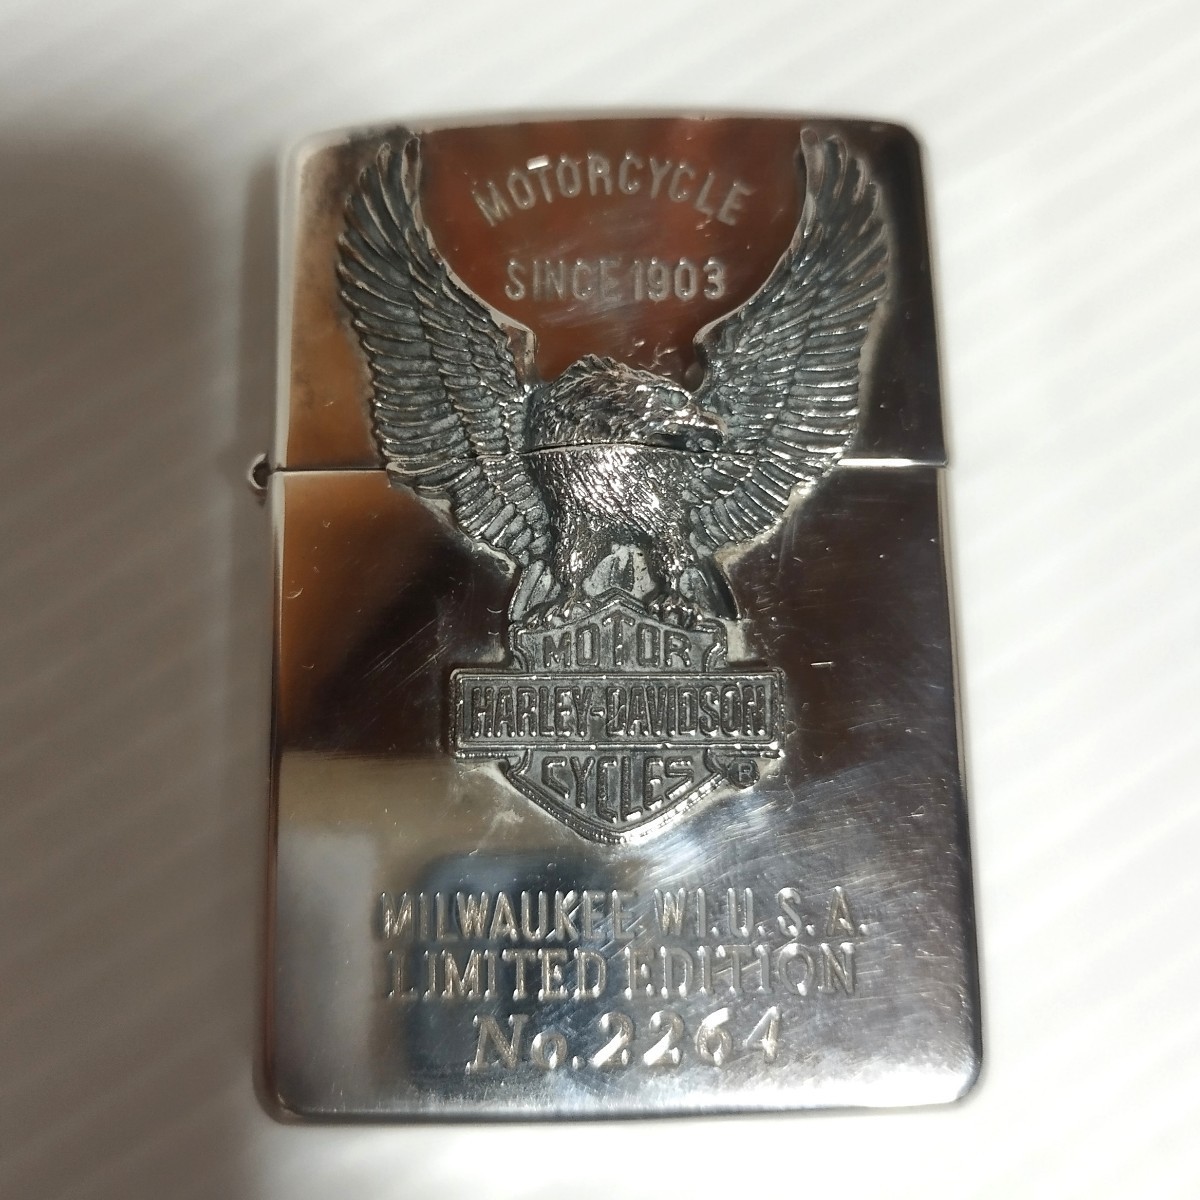 MOTORCYCLE
SINCE 1903
MOTOR
HARLEY-DAVIDSON
CYCLES ®
MILWAUKEE WI.U.S.A.
LIMITED EDITION
No.2264